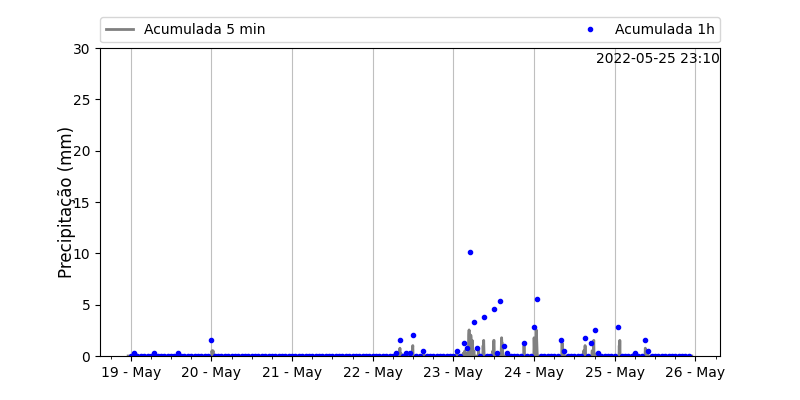 Acumulada 5 min
Acumulada 1h
2022-05-25 23:10
Precipitação (mm)
30
25
20
15
10
5
0
19 - May
20 - May
21 - May
22 - May
23 - May
24 - May
25 - May
26 - May